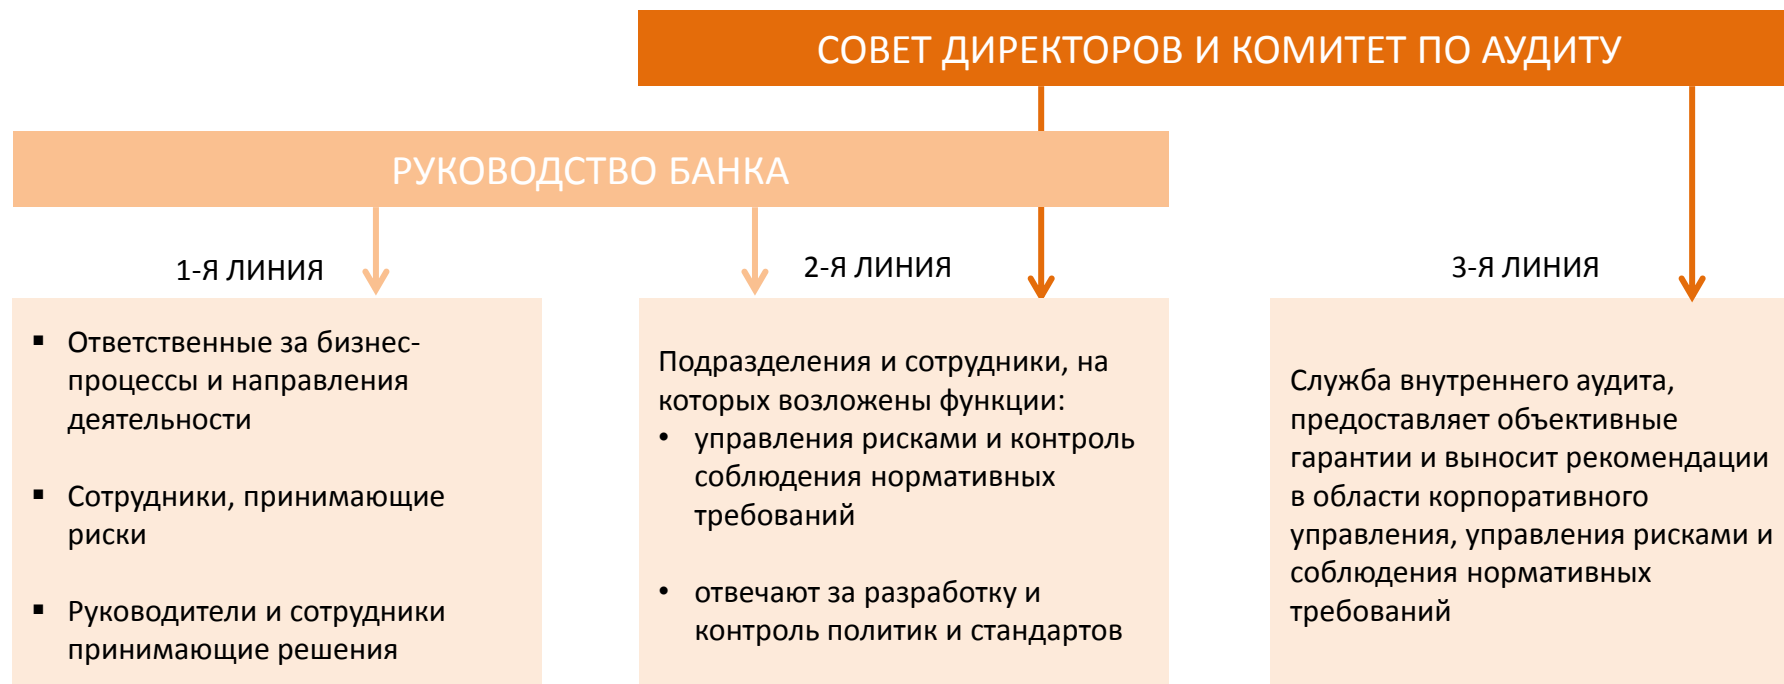 СОВЕТ ДИРЕКТОРОВ И КОМИТЕТ ПО АУДИТУ
РУКОВОДСТВО БАНКА
1-Я ЛИНИЯ
▪ Ответственные за бизнес-
процессы и направления
деятельности
▪ Сотрудники, принимающие
риски
▪ Руководители и сотрудники
принимающие решения
2-Я ЛИНИЯ
Подразделения и сотрудники, на
которых возложены функции:
• управления рисками и контроль
соблюдения нормативных
требований
• отвечают за разработку и
контроль политик и стандартов
3-Я ЛИНИЯ
Служба внутреннего аудита,
предоставляет объективные
гарантии и выносит рекомендации
в области корпоративного
управления, управления рисками и
соблюдения нормативных
требований